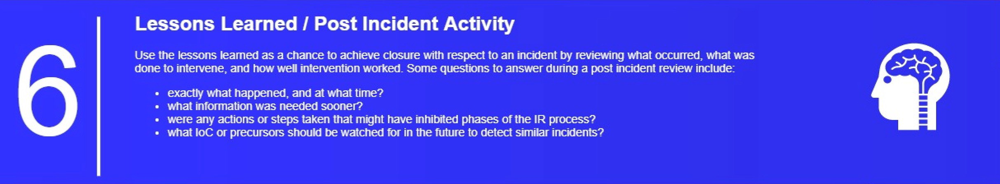 6
Lessons Learned / Post Incident Activity
Use the lessons learned as a chance to achieve closure with respect to an incident by reviewing what occurred, what was
done to intervene, and how well intervention worked. Some questions to answer during a post incident review include:
• exactly what happened, and at what time?
• what information was needed sooner?
• were any actions or steps taken that might have inhibited phases of the IR process?
• what IoC or precursors should be watched for in the future to detect similar incidents?